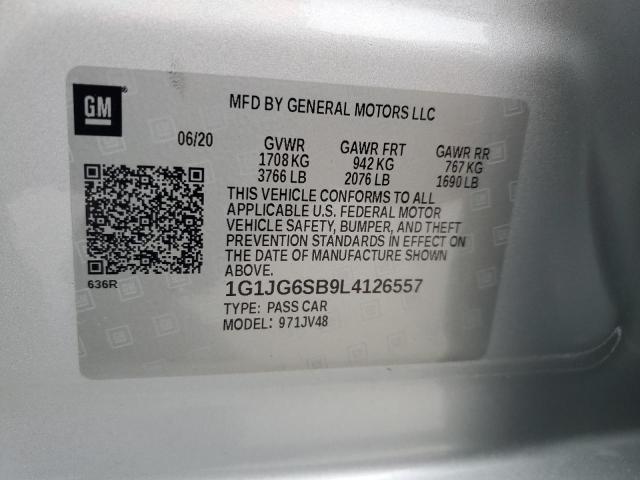 GM
MFD BY GENERAL MOTORS LLC
06/20 GVWR GAWR FRT GAWR RR
1708 KG 942 KG 767 KG
3766 LB 2076 LB 1690 LB
THIS VEHICLE CONFORMS TO ALL
APPLICABLE U.S. FEDERAL MOTOR
VEHICLE SAFETY, BUMPER, AND THEFT
PREVENTION STANDARDS IN EFFECT ON
THE DATE OF MANUFACTURE SHOWN
ABOVE.
636R
1G1JG6SB9L4126557
TYPE: PASS CAR
MODEL: 971JV48